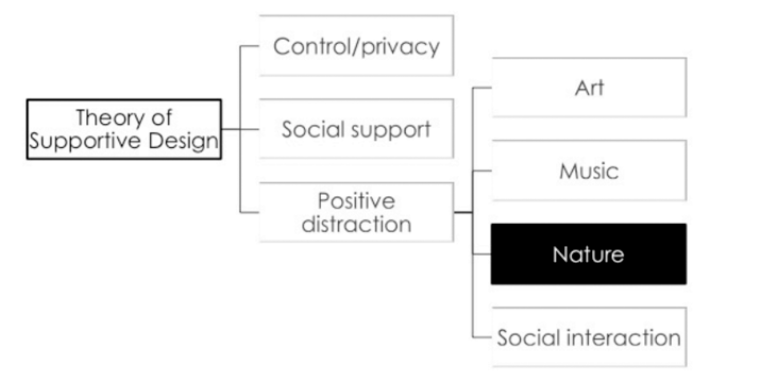 Theory of
Supportive Design
Control/privacy
Social support
Positive
distraction
Art
Music
Nature
Social interaction